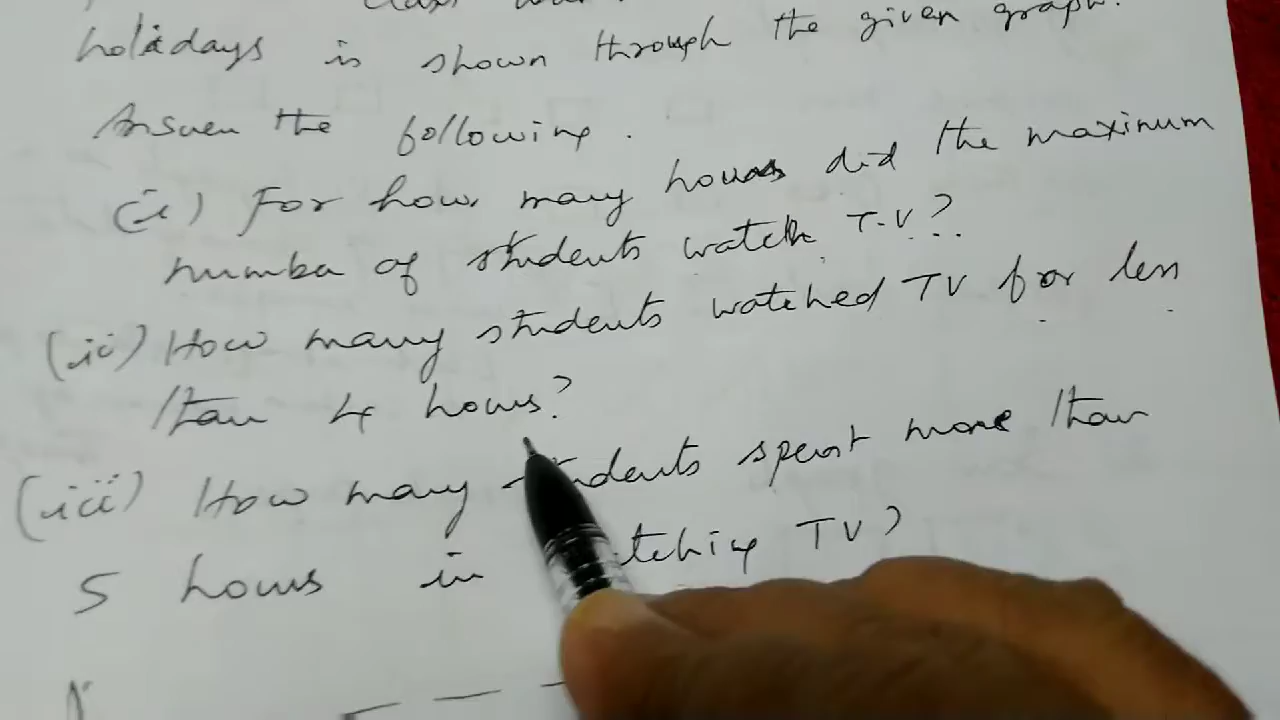 class
holidays is shown through the given graph.
Answer the following.
(i) For how many hours did the maximum
number of students watch T.V?
(ii) How many students watched TV for less
than 4 hours?
(iii) How many students spent more than
5 hours in watching TV?